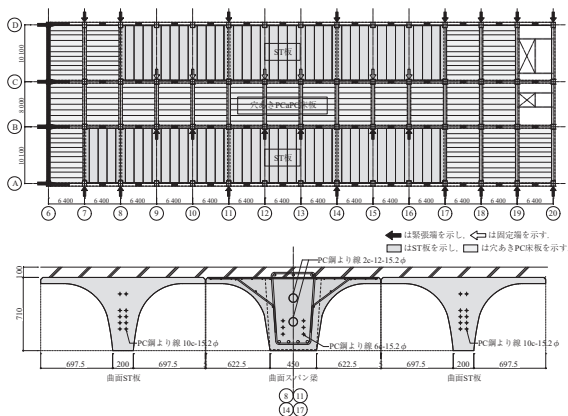 D
10 000
ST板
C
8 000
穴あきPCaPC床板
B
10 100
ST板
A
6 400 6 400 6 400 6 400 6 400 6 400 6 400 6 400 6 400 6 400 6 400 6 400 6 400 6 400
6 7 8 9 10 11 12 13 14 15 16 17 18 19 20
は緊張端を示し、 は固定端を示す.
はST板を示し、 は穴あきPC床板を示す
100
710
PC鋼より線 2c-12-15.2φ
PC鋼より線 10c-15.2φ
PC鋼より線 6c-15.2φ
PC鋼より線 10c-15.2φ
697.5 200 697.5 622.5 450 622.5 697.5 200 697.5
曲面ST板 曲面スパン梁 曲面ST板
8 11
14 17